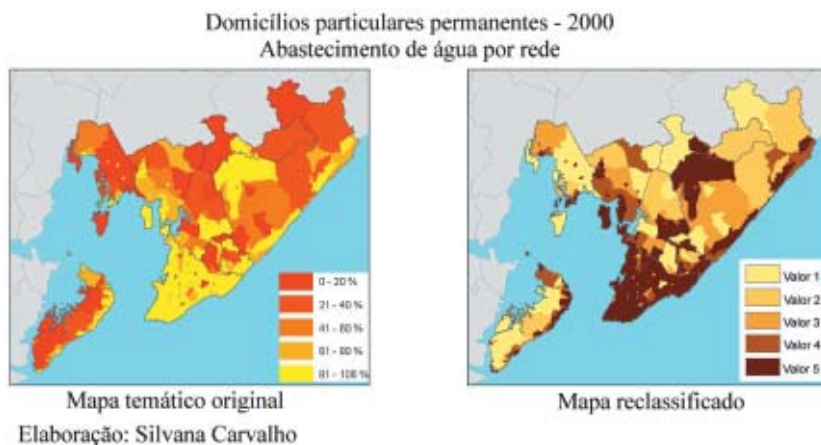 Domicílios particulares permanentes - 2000
Abastecimento de água por rede
0 - 20 %
21 - 40 %
41 - 60 %
61 - 80 %
81 - 100 %
Valor 1
Valor 2
Valor 3
Valor 4
Valor 5
Mapa temático original
Mapa reclassificado
Elaboração: Silvana Carvalho